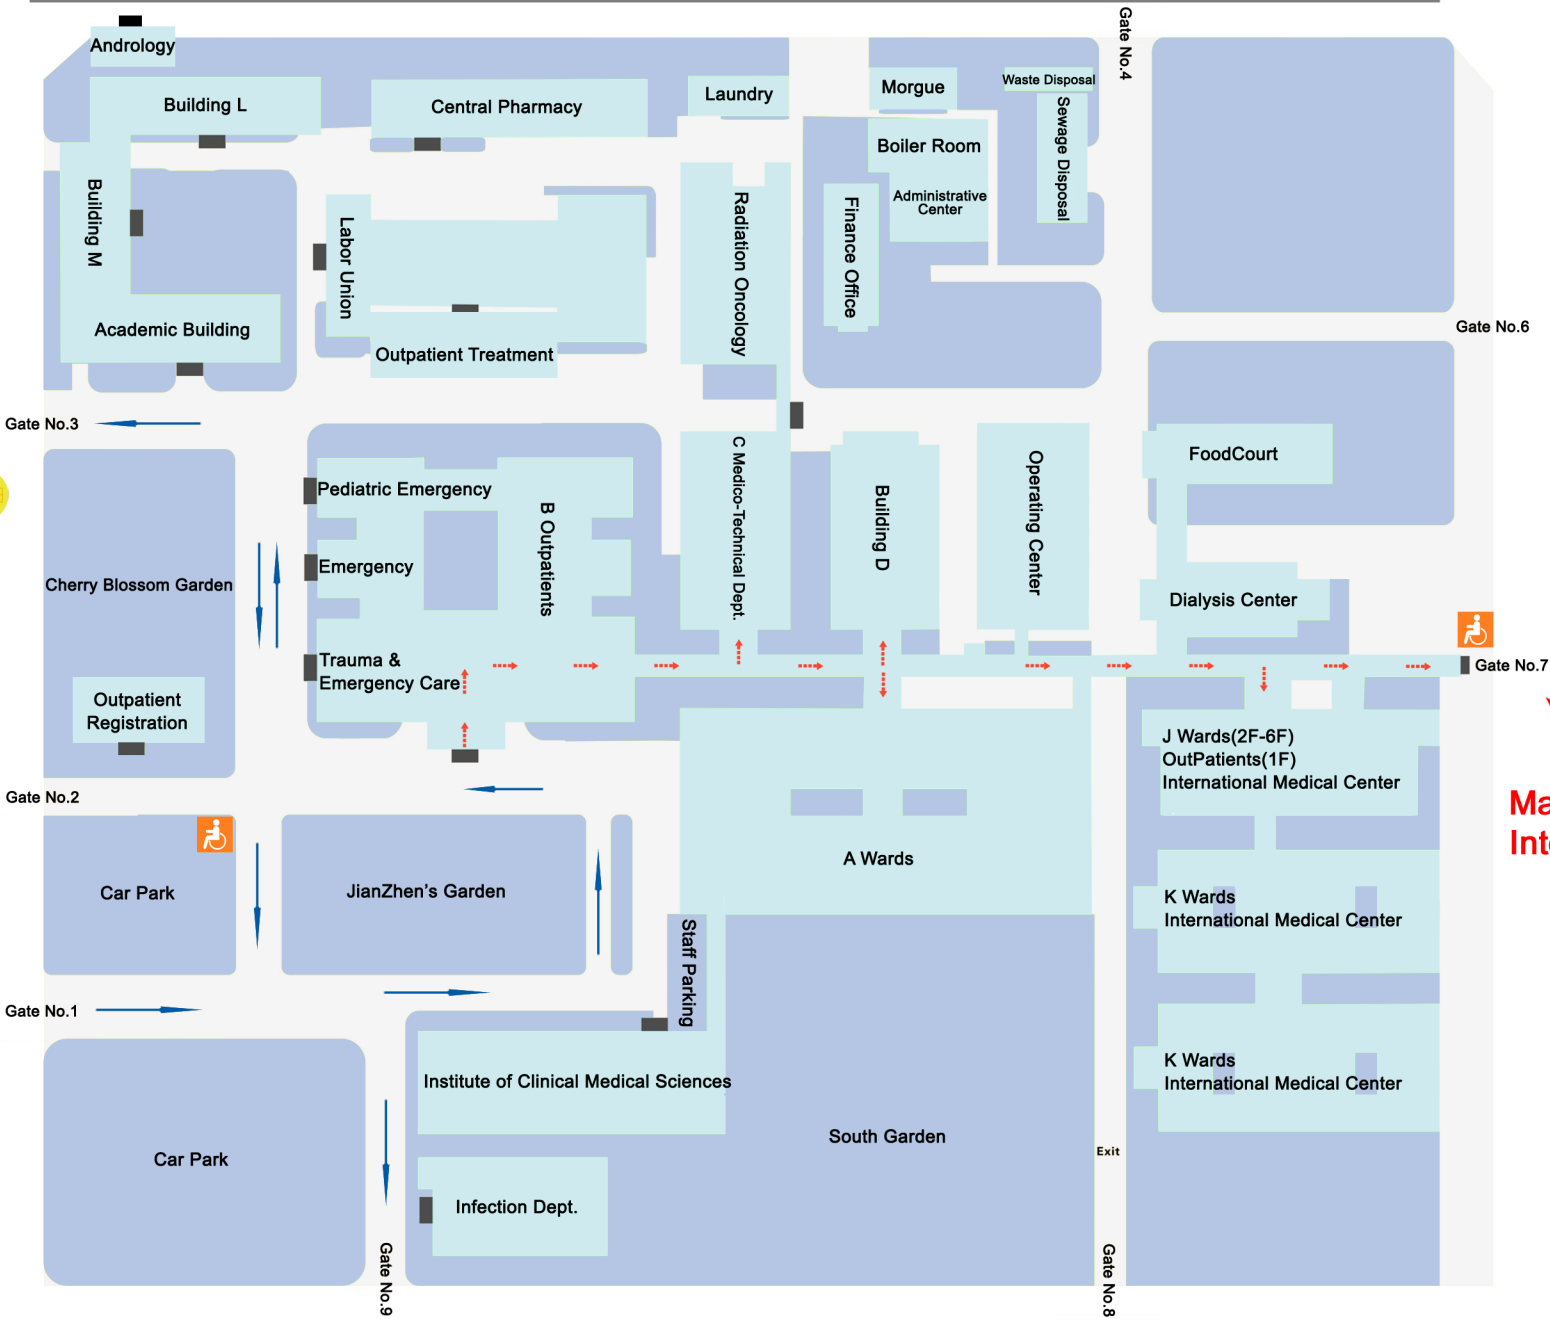 Gate No.4
Andrology
Waste Disposal
Morgue
Laundry
Building L
Central Pharmacy
Sewage Disposal
Boiler Room
Administrative
Center
Building M
Labor Union
Radiation Oncology
Finance Office
Academic Building
Outpatient Treatment
Gate No.6
Gate No.3
C Medico-Technical Dept.
FoodCourt
Pediatric Emergency
B Outpatients
Building D
Operating Center
Emergency
Cherry Blossom Garden
Dialysis Center
Trauma &
Emergency Care
Gate No.7
Outpatient
Registration
J Wards(2F-6F)
OutPatients(1F)
International Medical Center
Gate No.2
Ma
Int
A Wards
Car Park
JianZhen's Garden
K Wards
International Medical Center
Staff Parking
Gate No.1
K Wards
International Medical Center
Institute of Clinical Medical Sciences
South Garden
Exit
Car Park
Infection Dept.
Gate No.9
Gate No.8